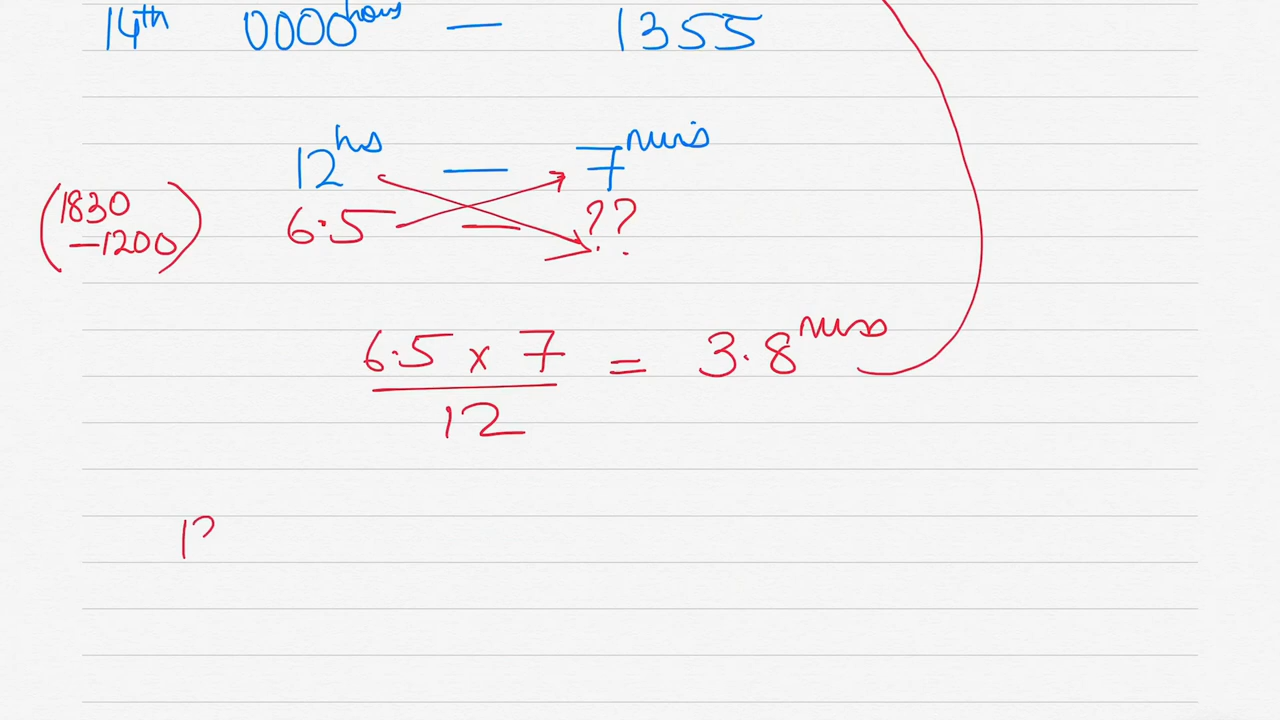 14th 0000hours — 1355
12hrs — 7mins
(1830 6.5 — ??
—1200)
6.5 x 7 = 3.8mins
12